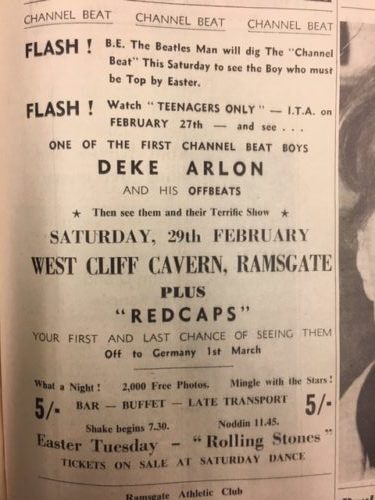 CHANNEL BEAT CHANNEL BEAT CHANNEL BEAT
FLASH ! B.E. The Beatles Man will dig The "Channel
Beat" This Saturday to see the Boy who must
be Top by Easter.
FLASH ! Watch "TEENAGERS ONLY" — I.T.A. on
FEBRUARY 27th — and see . . .
ONE OF THE FIRST CHANNEL BEAT BOYS
DEKE ARLON
AND HIS OFFBEATS
★ Then see them and their Terrific Show ★
SATURDAY, 29th FEBRUARY
WEST CLIFF CAVERN, RAMSGATE
PLUS
"REDCAPS"
YOUR FIRST AND LAST CHANCE OF SEEING THEM
Off to Germany 1st March
What a Night! 2,000 Free Photos. Mingle with the Stars!
5/- BAR — BUFFET — LATE TRANSPORT 5/-
Shake begins 7.30. Noddin 11.45.
Easter Tuesday - "Rolling Stones"
TICKETS ON SALE AT SATURDAY DANCE
Ramsgate Athletic Club